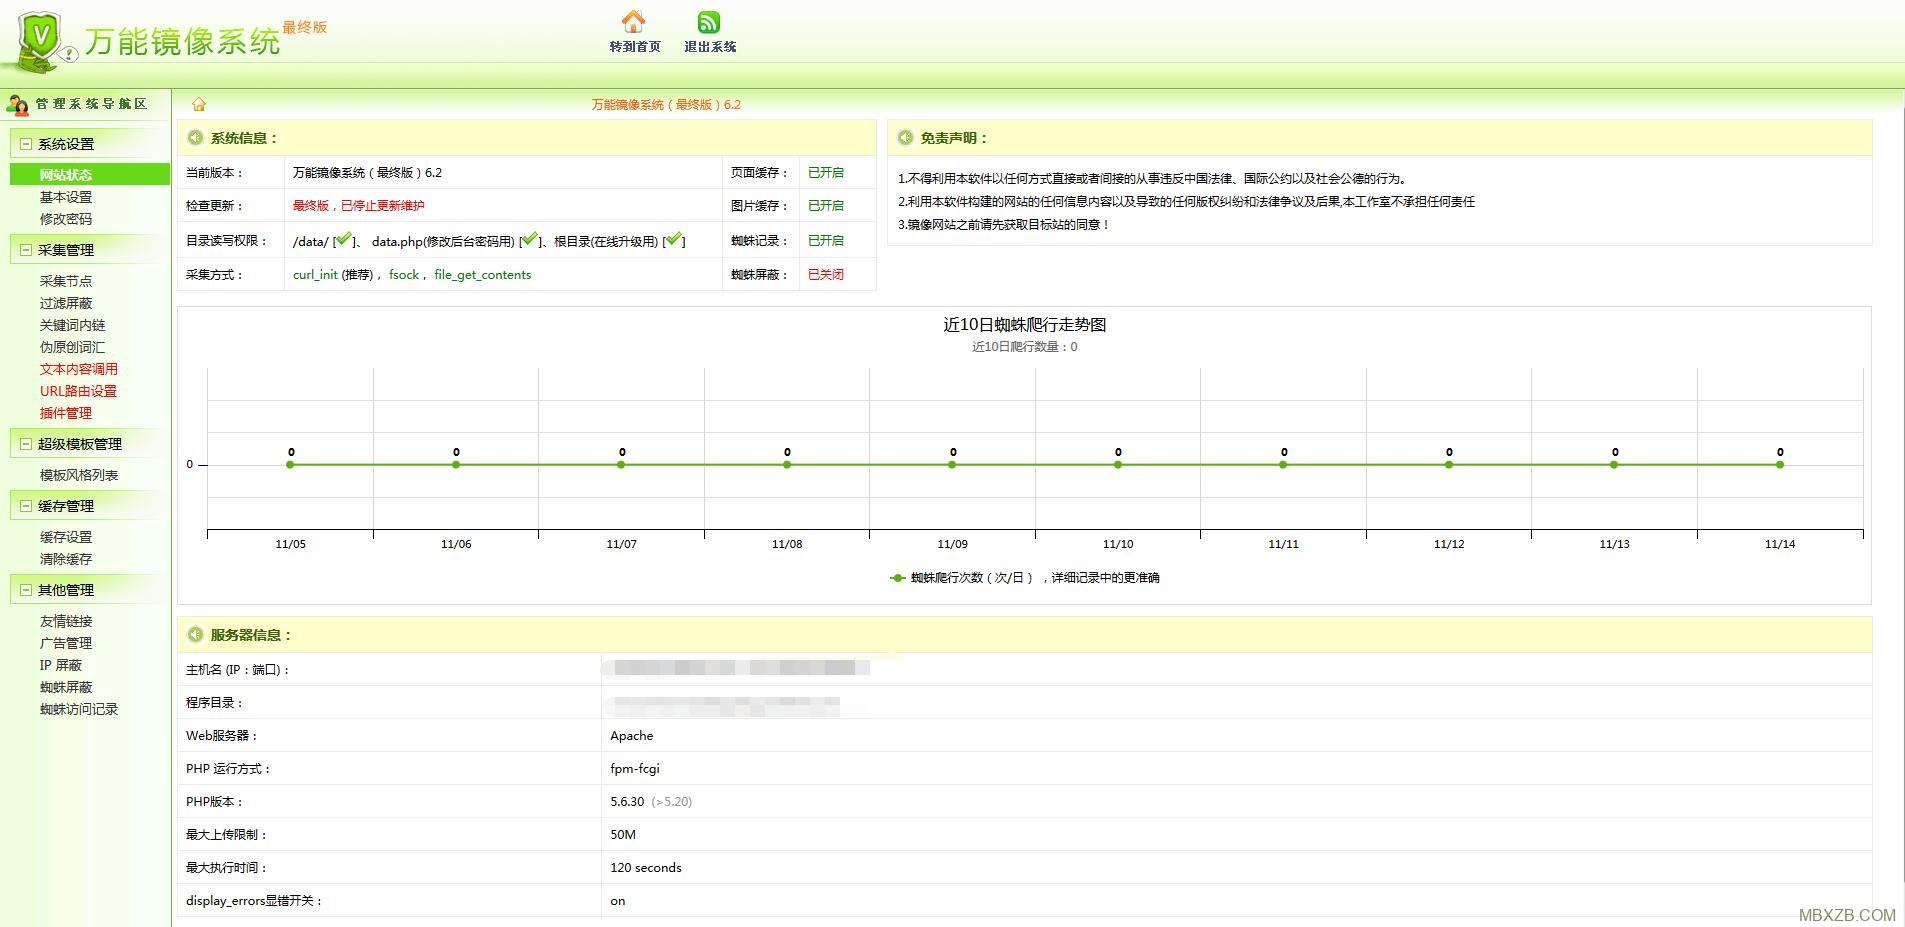 万能镜像系统 最终版
转到首页 退出系统
管理系统导航区
系统设置
网站状态
基本设置
修改密码
采集管理
采集节点
过滤屏蔽
关键词内链
伪原创词汇
文本内容调用
URL路由设置
插件管理
超级模板管理
模板风格列表
缓存管理
缓存设置
清除缓存
其他管理
友情链接
广告管理
IP 屏蔽
蜘蛛屏蔽
蜘蛛访问记录
万能镜像系统（最终版）6.2
系统信息：
当前版本： 万能镜像系统（最终版）6.2 页面缓存： 已开启
检查更新： 最终版，已停止更新维护 图片缓存： 已开启
目录读写权限： /data/ [✓]、 data.php(修改后台密码用) [✓]、根目录(在线升级用) [✓] 蜘蛛记录： 已开启
采集方式： curl_init (推荐)， fsock， file_get_contents 蜘蛛屏蔽： 已关闭
免责声明：
1.不得利用本软件以任何方式直接或者间接的从事违反中国法律、国际公约以及社会公德的行为。
2.利用本软件构建的网站的任何信息内容以及导致的任何版权纠纷和法律争议及后果,本工作室不承担任何责任
3.镜像网站之前请先获取目标站的同意！
近10日蜘蛛爬行走势图
近10日爬行数量：0
0 0 0 0 0 0 0 0 0 0
0
11/05 11/06 11/07 11/08 11/09 11/10 11/11 11/12 11/13 11/14
蜘蛛爬行次数（次/日），详细记录中的更准确
服务器信息：
主机名 (IP：端口)：
程序目录：
Web服务器： Apache
PHP 运行方式： fpm-fcgi
PHP版本： 5.6.30 (>5.20)
最大上传限制： 50M
最大执行时间： 120 seconds
display_errors显错开关： on
MBXZB.COM